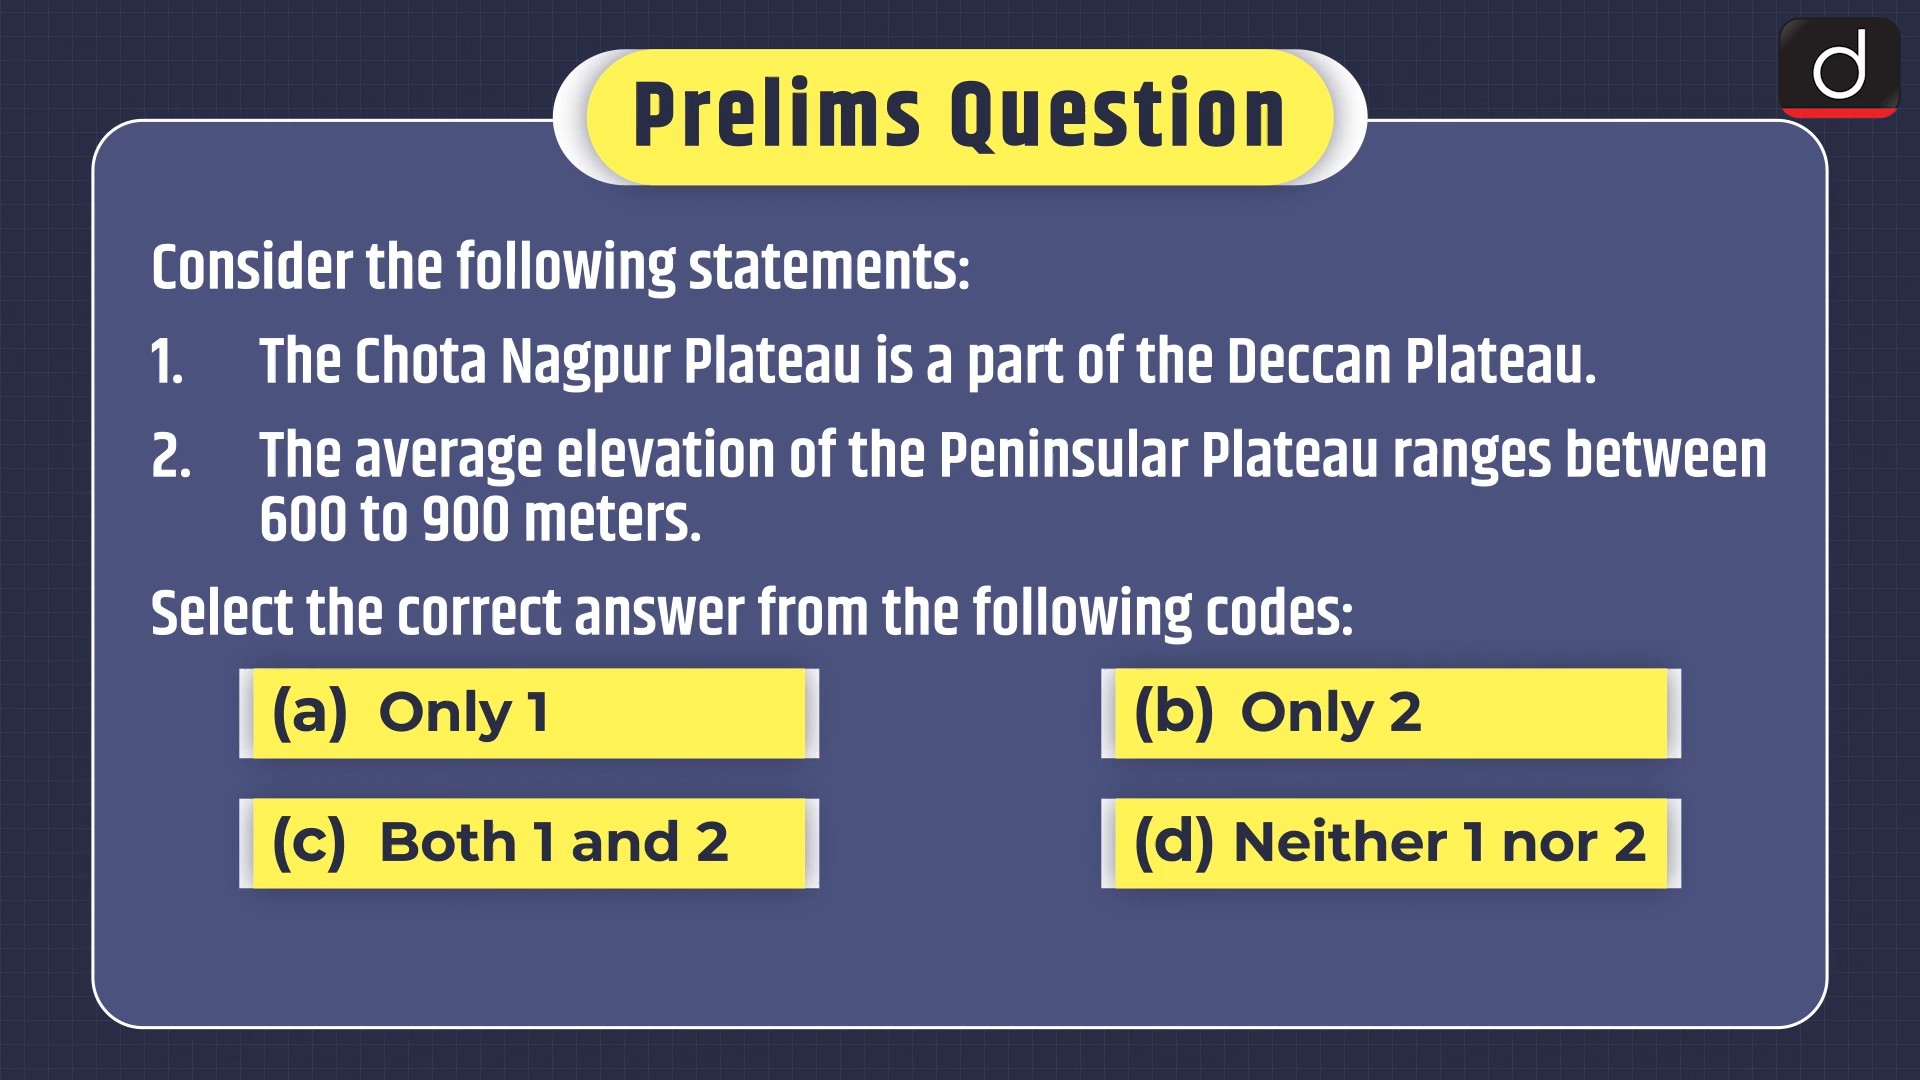 Prelims Question
d
Consider the following statements:
1. The Chota Nagpur Plateau is a part of the Deccan Plateau.
2. The average elevation of the Peninsular Plateau ranges between
600 to 900 meters.
Select the correct answer from the following codes:
(a) Only 1
(b) Only 2
(c) Both 1 and 2
(d) Neither 1 nor 2